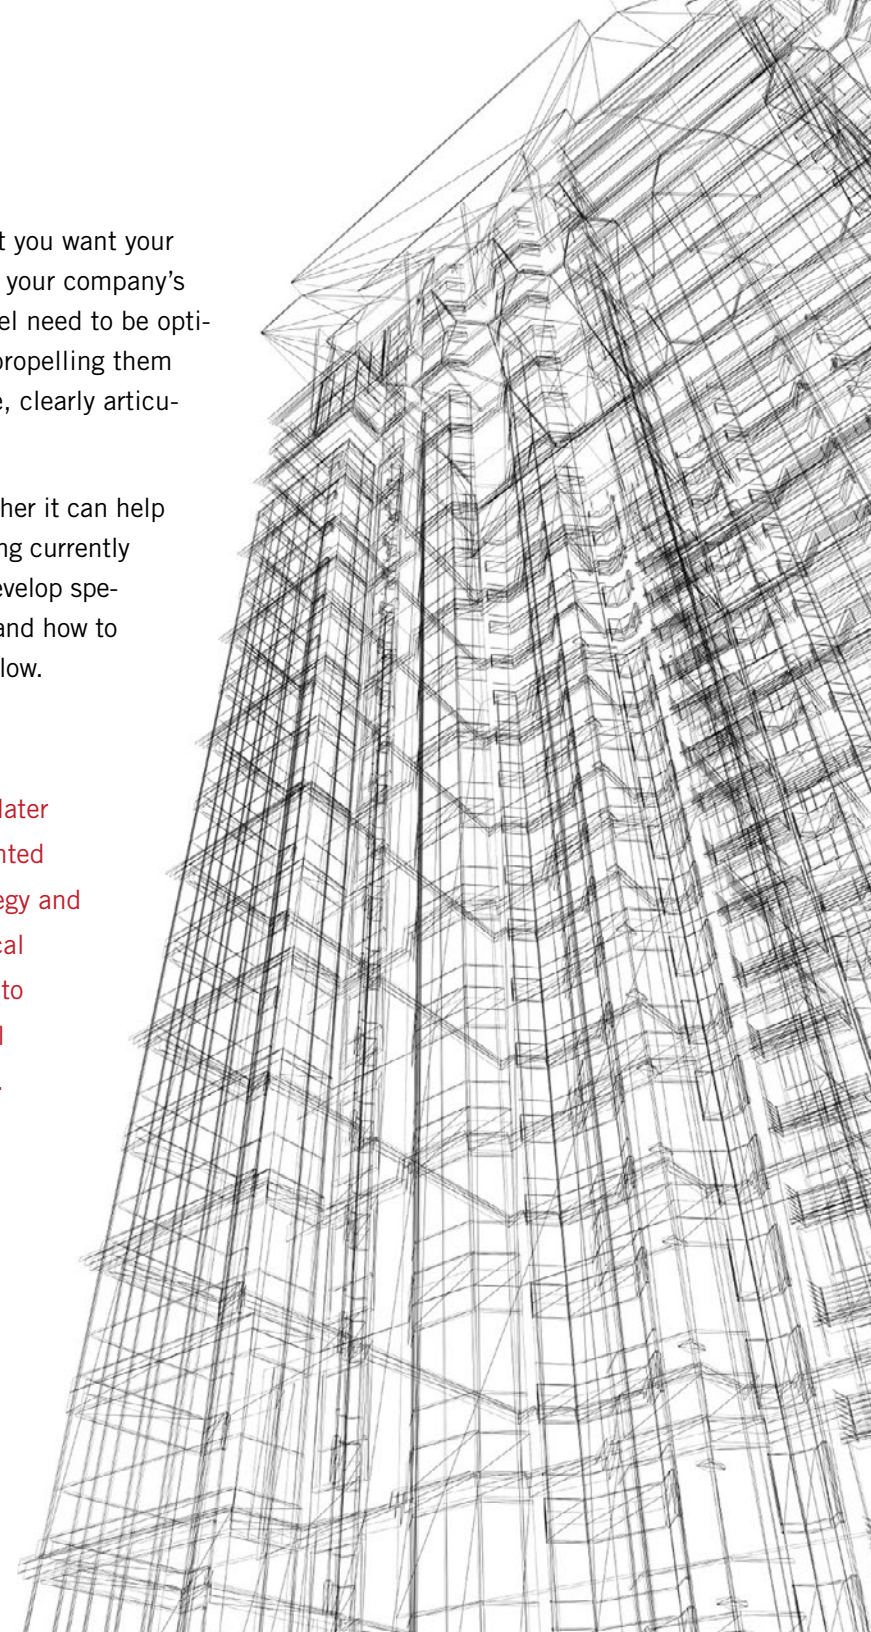 t you want your
your company's
el need to be opti-
propelling them
e, clearly articu-
her it can help
ng currently
evelop spe-
and how to
low.
later
nted
egy and
cal
to
l
.